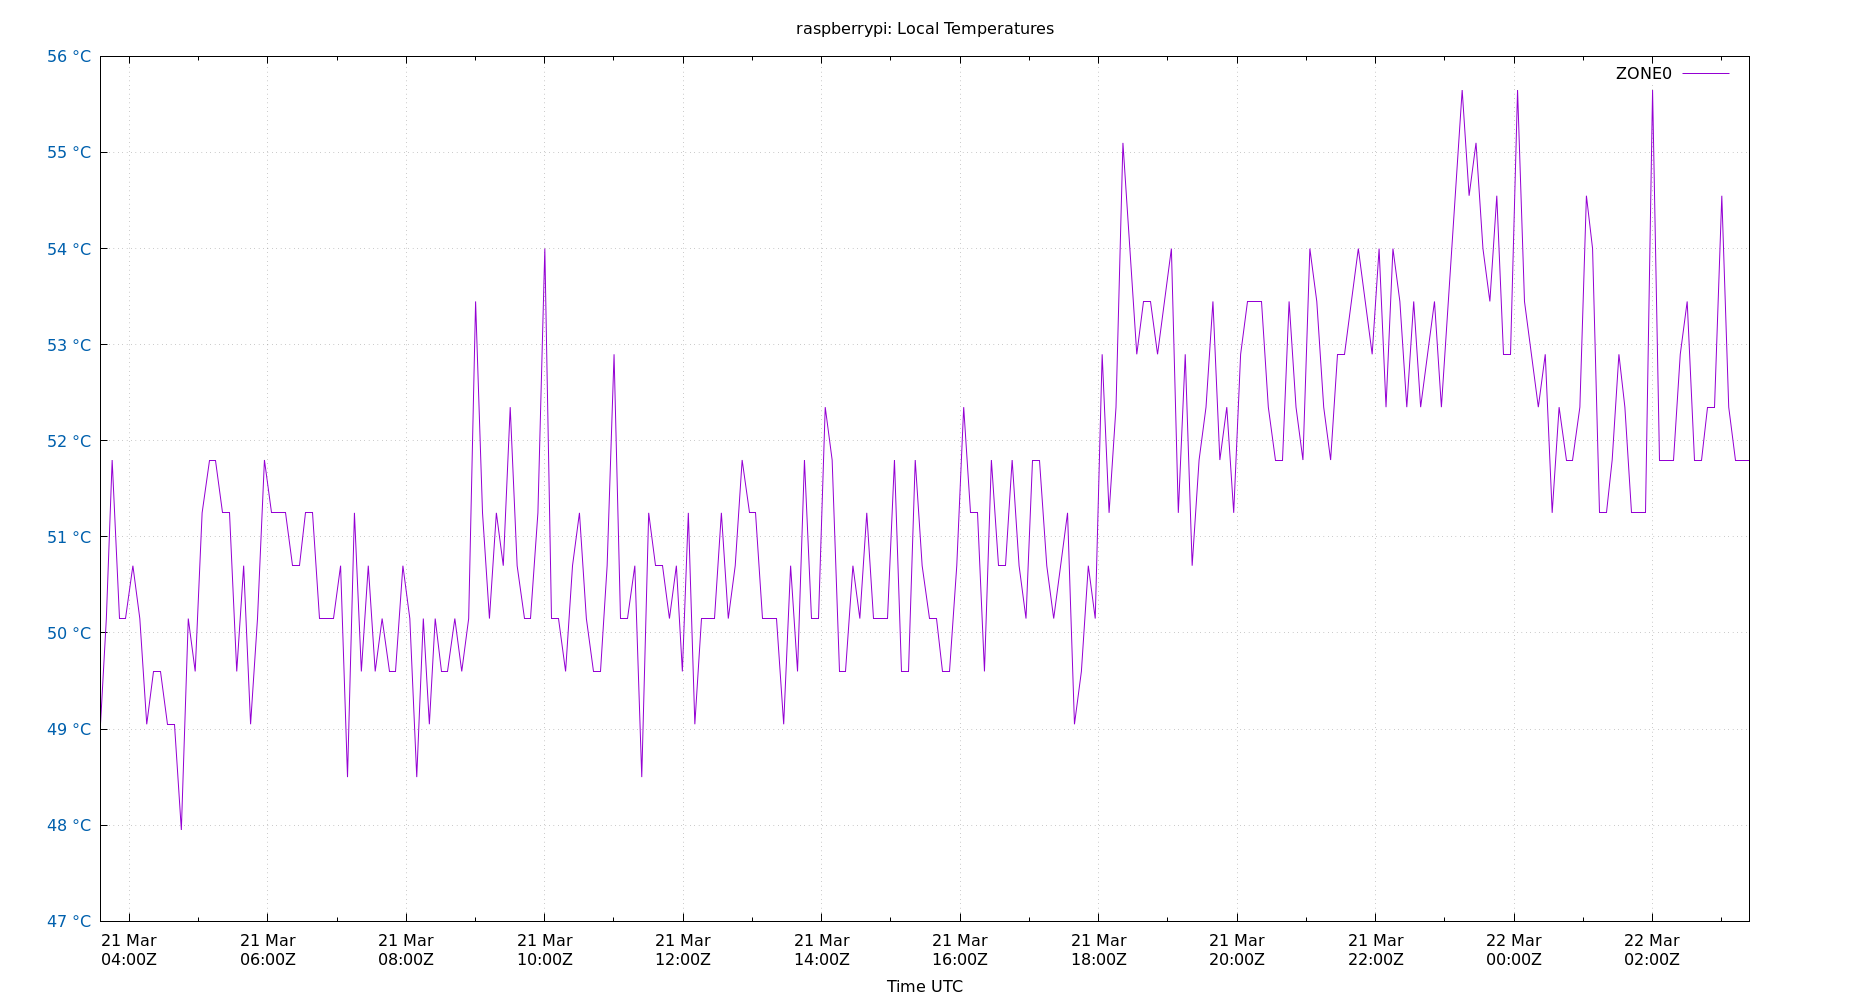 raspberrypi: Local Temperatures
56 °C
ZONE0
55 °C
54 °C
53 °C
52 °C
51 °C
50 °C
49 °C
48 °C
47 °C
21 Mar 21 Mar 21 Mar 21 Mar 21 Mar 21 Mar 21 Mar 21 Mar 21 Mar 21 Mar 22 Mar 22 Mar
04:00Z 06:00Z 08:00Z 10:00Z 12:00Z 14:00Z 16:00Z 18:00Z 20:00Z 22:00Z 00:00Z 02:00Z
Time UTC